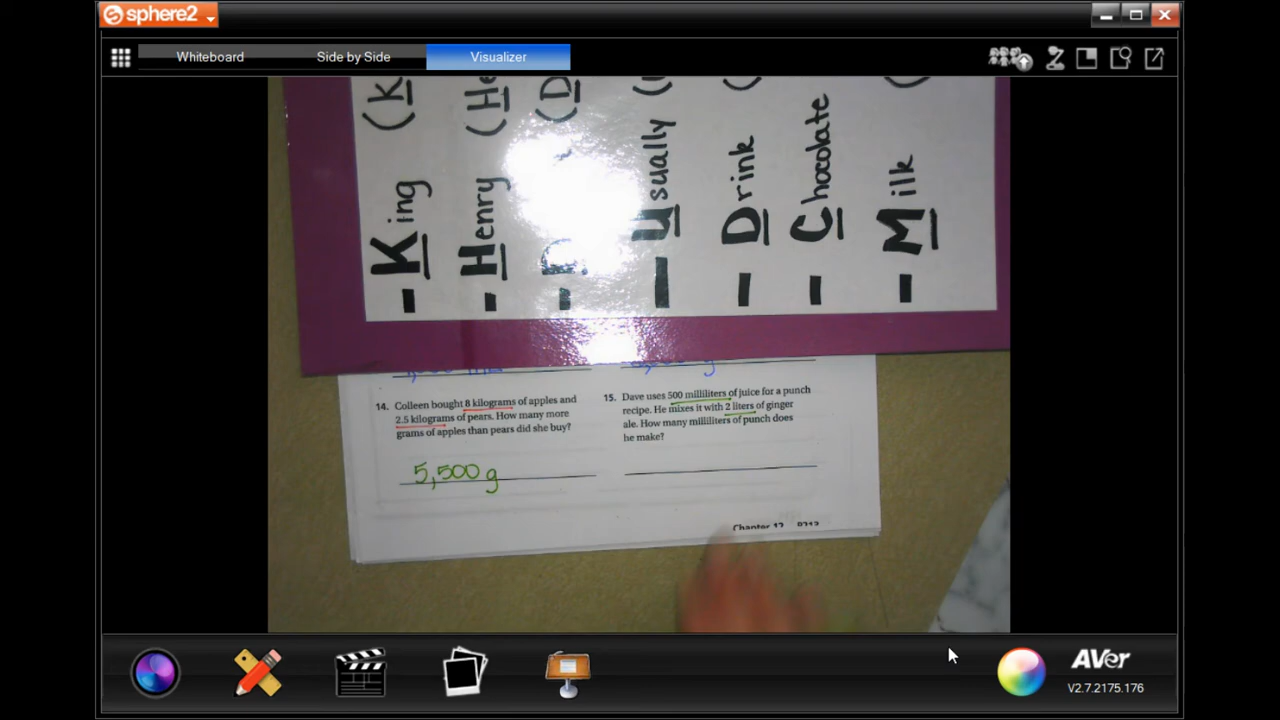 sphere2
Whiteboard
Side by Side
Visualizer
- King (K
- Henry (He
- D (D
- Usually (
- Drink (
- Chocolate
- Milk (
14. Colleen bought 8 kilograms of apples and
2.5 kilograms of pears. How many more
grams of apples than pears did she buy?
5,500 g
15. Dave uses 500 milliliters of juice for a punch
recipe. He mixes it with 2 liters of ginger
ale. How many milliliters of punch does
he make?
Chapter 12 P213
AVer
V2.7.2175.176